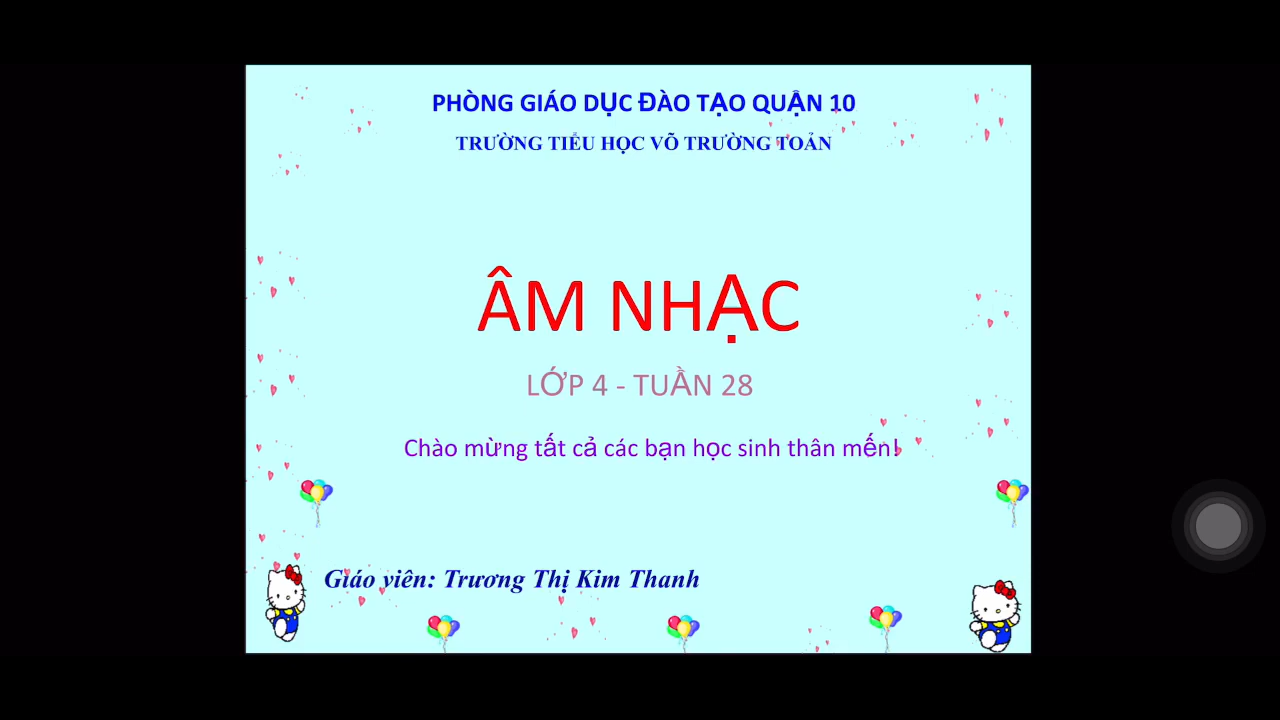 PHÒNG GIÁO DỤC ĐÀO TẠO QUẬN 10
TRƯỜNG TIỂU HỌC VÕ TRƯỜNG TOẢN
ÂM NHẠC
LỚP 4 - TUẦN 28
Chào mừng tất cả các bạn học sinh thân mến!
Giáo viên: Trương Thị Kim Thanh